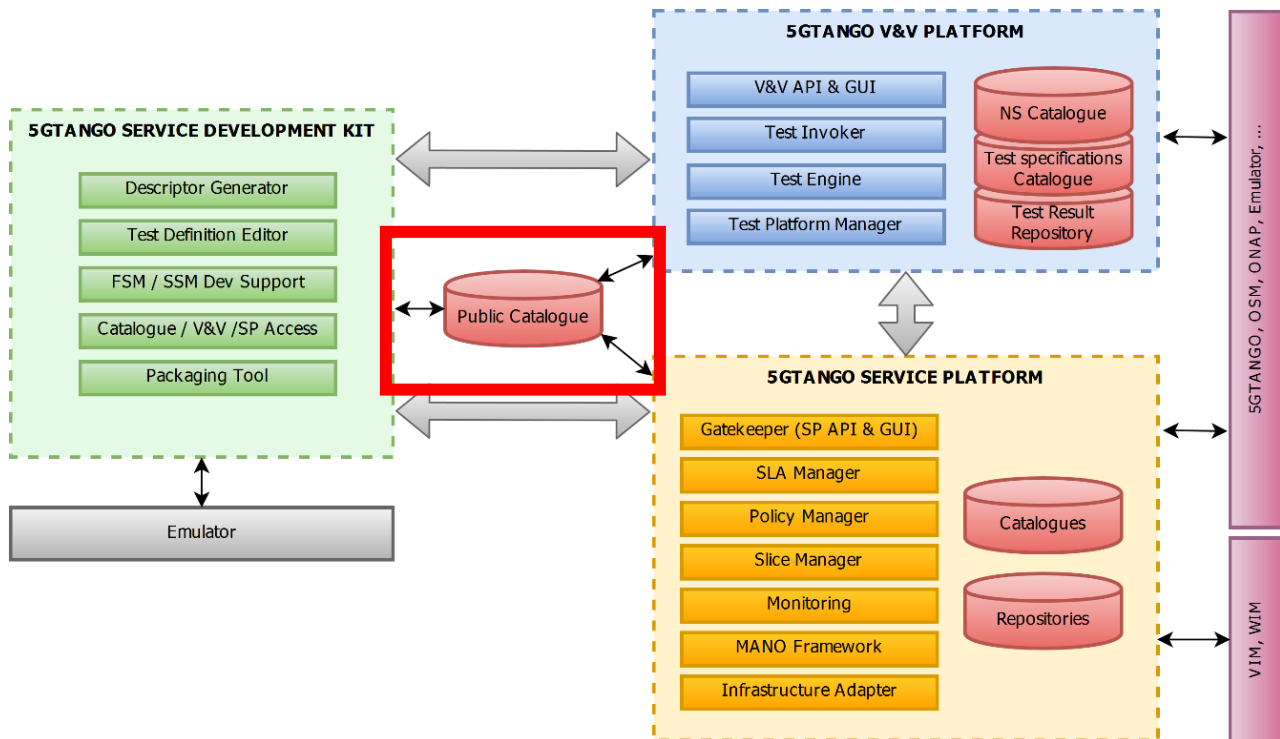 5GTANGO SERVICE DEVELOPMENT KIT
Descriptor Generator
Test Definition Editor
FSM / SSM Dev Support
Catalogue / V&V /SP Access
Packaging Tool
Emulator
Public Catalogue
5GTANGO V&V PLATFORM
V&V API & GUI
Test Invoker
Test Engine
Test Platform Manager
NS Catalogue
Test specifications
Catalogue
Test Result
Repository
5GTANGO SERVICE PLATFORM
Gatekeeper (SP API & GUI)
SLA Manager
Policy Manager
Slice Manager
Monitoring
MANO Framework
Infrastructure Adapter
Catalogues
Repositories
5GTANGO, OSM, ONAP, Emulator, ...
VIM, WIM